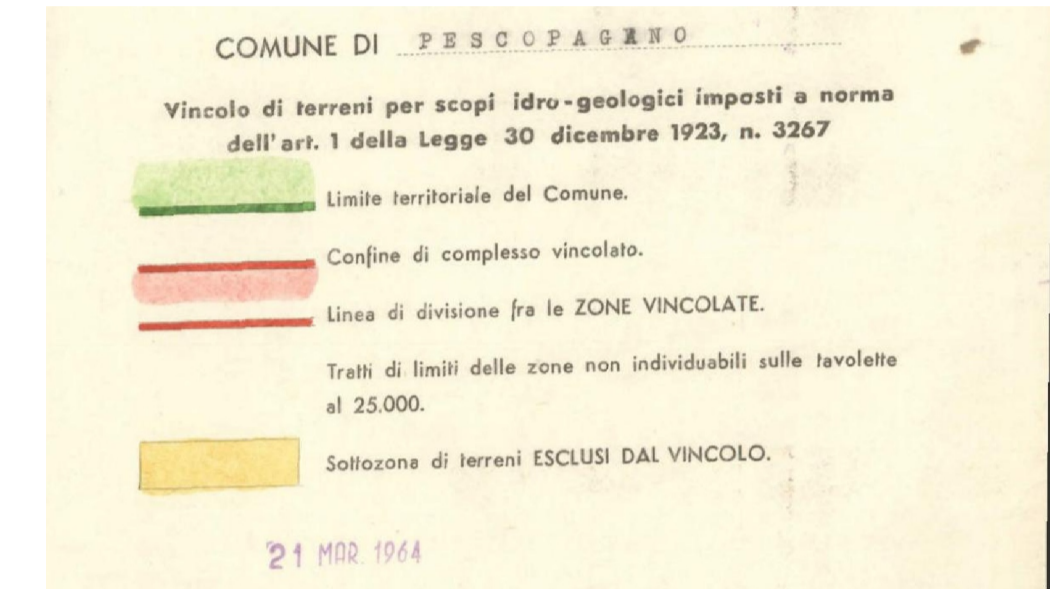 COMUNE DI PESCOPAGANO
Vincolo di terreni per scopi idro-geologici imposti a norma
dell'art. 1 della Legge 30 dicembre 1923, n. 3267
Limite territoriale del Comune.
Confine di complesso vincolato.
Linea di divisione fra le ZONE VINCOLATE.
Tratti di limiti delle zone non individuabili sulle tavolette
al 25.000.
Sottozona di terreni ESCLUSI DAL VINCOLO.
21 MAR. 1964